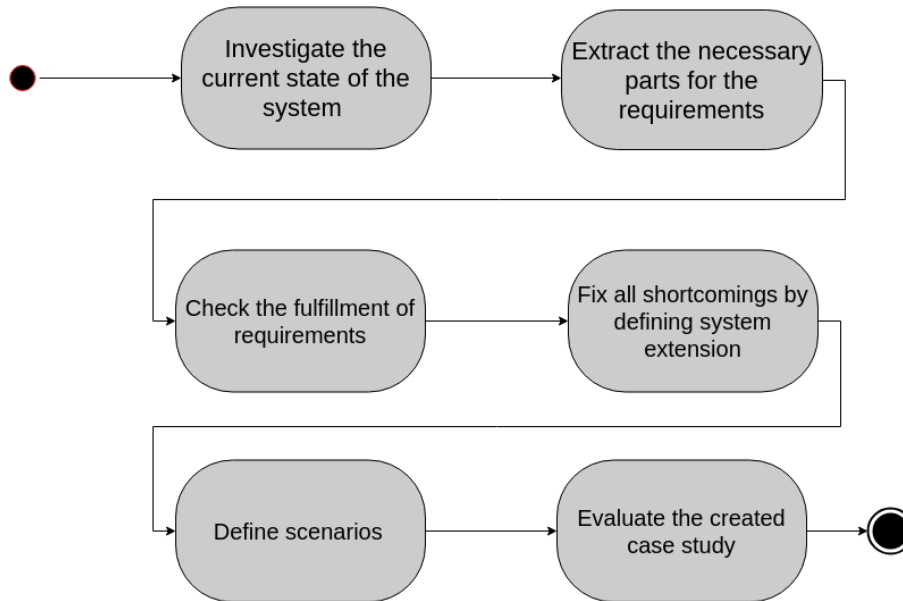 Investigate the
current state of the
system
Extract the necessary
parts for the
requirements
Check the fulfillment of
requirements
Fix all shortcomings by
defining system
extension
Define scenarios
Evaluate the created
case study